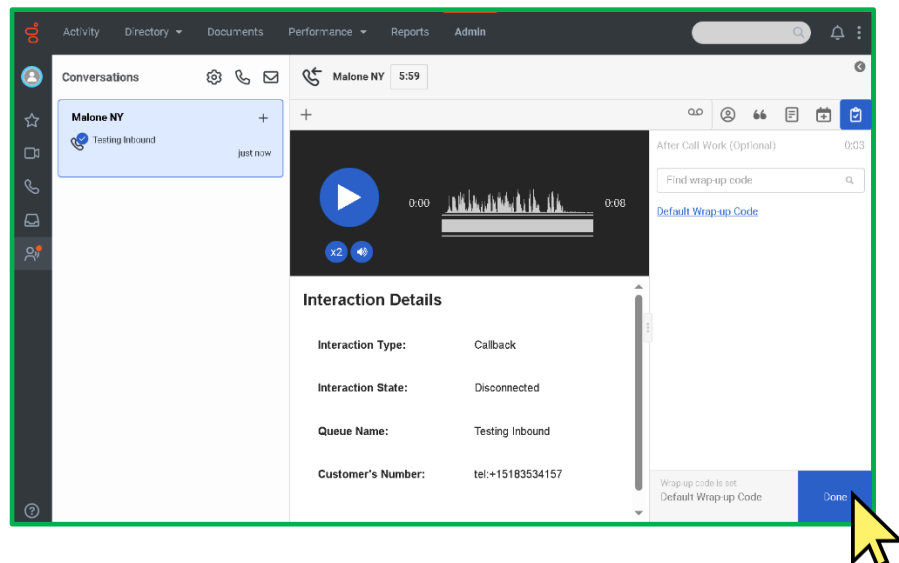 Activity Directory Documents Performance Reports Admin
Conversations
Malone NY 5:59
Malone NY
Testing Inbound
just now
After Call Work (Optional) 0:03
Find wrap-up code
Default Wrap-up Code
0:00 0:08
x2
Interaction Details
Interaction Type: Callback
Interaction State: Disconnected
Queue Name: Testing Inbound
Customer's Number: tel:+15183534157
Wrap-up code is set
Default Wrap-up Code
Done